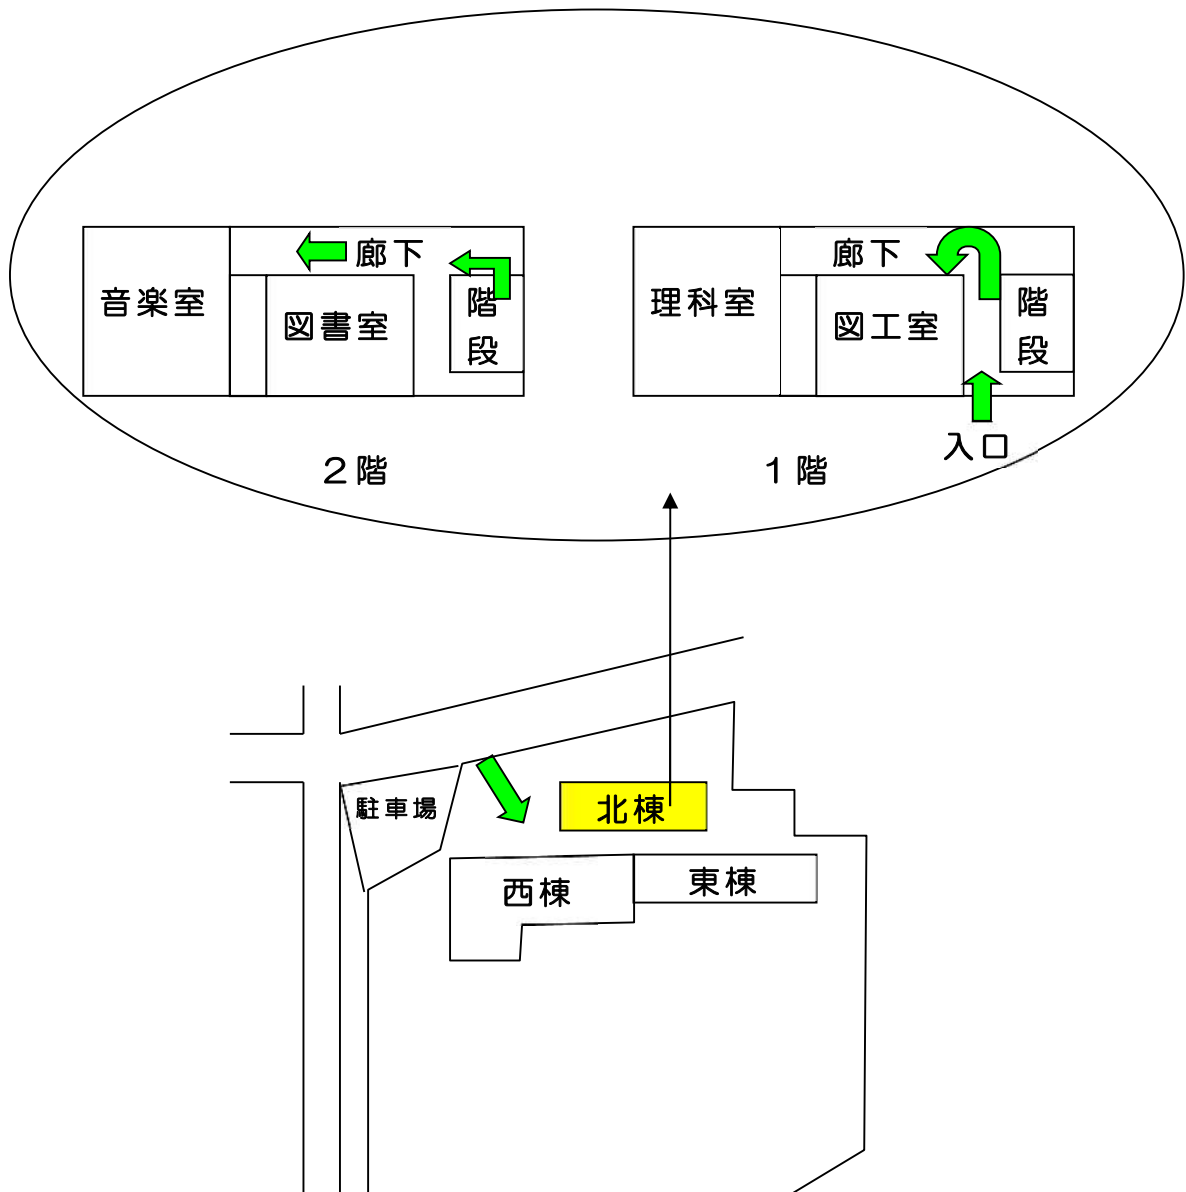 廊下
音楽室
図書室
階
段
２階
廊下
理科室
図工室
階
段
入口
１階
駐車場
北棟
西棟
東棟